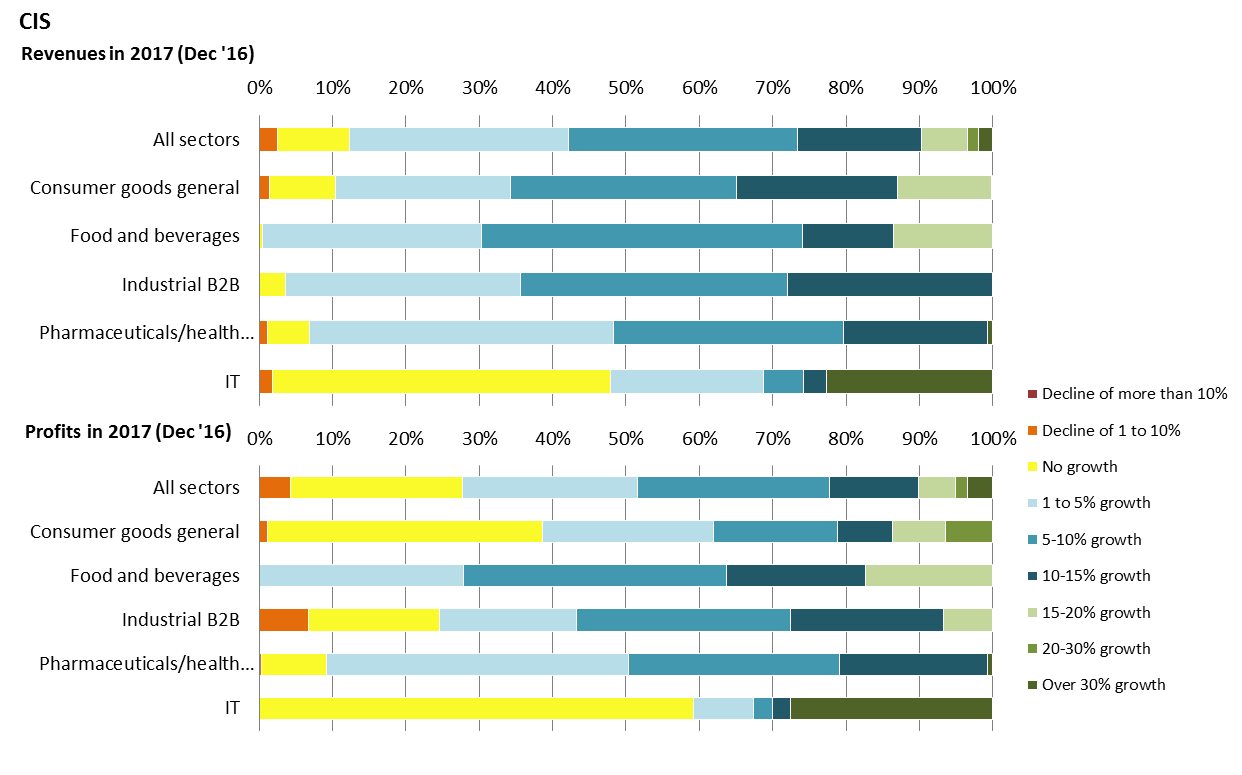 CIS
Revenues in 2017 (Dec '16)
0% 10% 20% 30% 40% 50% 60% 70% 80% 90% 100%
All sectors
Consumer goods general
Food and beverages
Industrial B2B
Pharmaceuticals/health...
IT
Profits in 2017 (Dec '16)
0% 10% 20% 30% 40% 50% 60% 70% 80% 90% 100%
All sectors
Consumer goods general
Food and beverages
Industrial B2B
Pharmaceuticals/health...
IT
Decline of more than 10%
Decline of 1 to 10%
No growth
1 to 5% growth
5-10% growth
10-15% growth
15-20% growth
20-30% growth
Over 30% growth